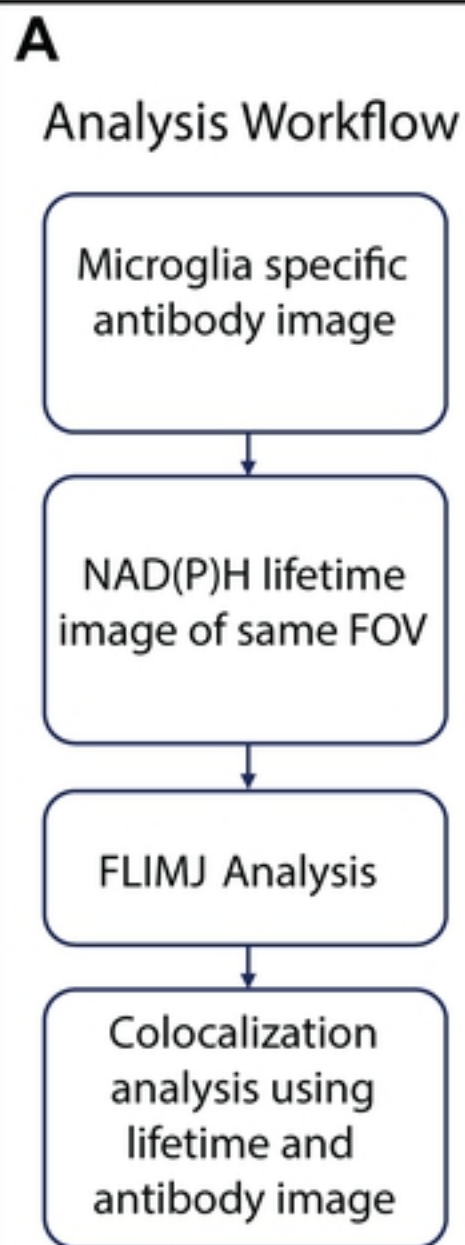 A
Analysis Workflow
Microglia specific
antibody image
NAD(P)H lifetime
image of same FOV
FLIMJ Analysis
Colocalization
analysis using
lifetime and
antibody image